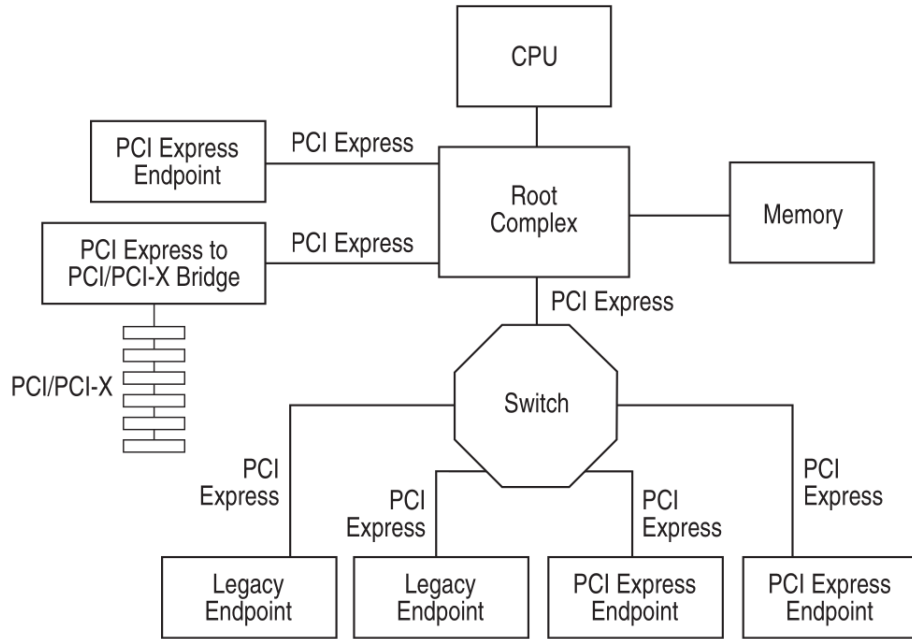 CPU
PCI Express
Endpoint
PCI Express
Root
Complex
Memory
PCI Express to
PCI/PCI-X Bridge
PCI Express
PCI Express
PCI/PCI-X
Switch
PCI
Express
PCI
Express
PCI
Express
PCI
Express
Legacy
Endpoint
Legacy
Endpoint
PCI Express
Endpoint
PCI Express
Endpoint